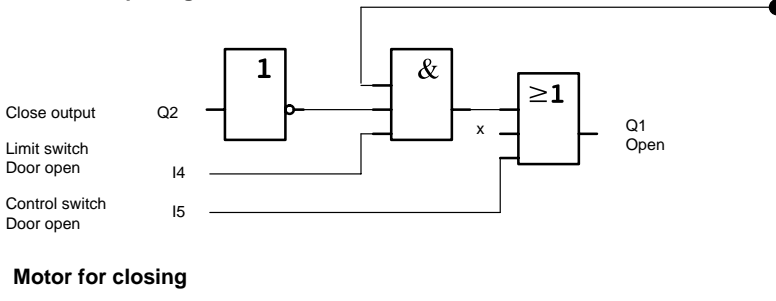 1
&
≥1
Close output Q2
x
Q1
Open
Limit switch
Door open
I4
Control switch
Door open
I5
Motor for closing